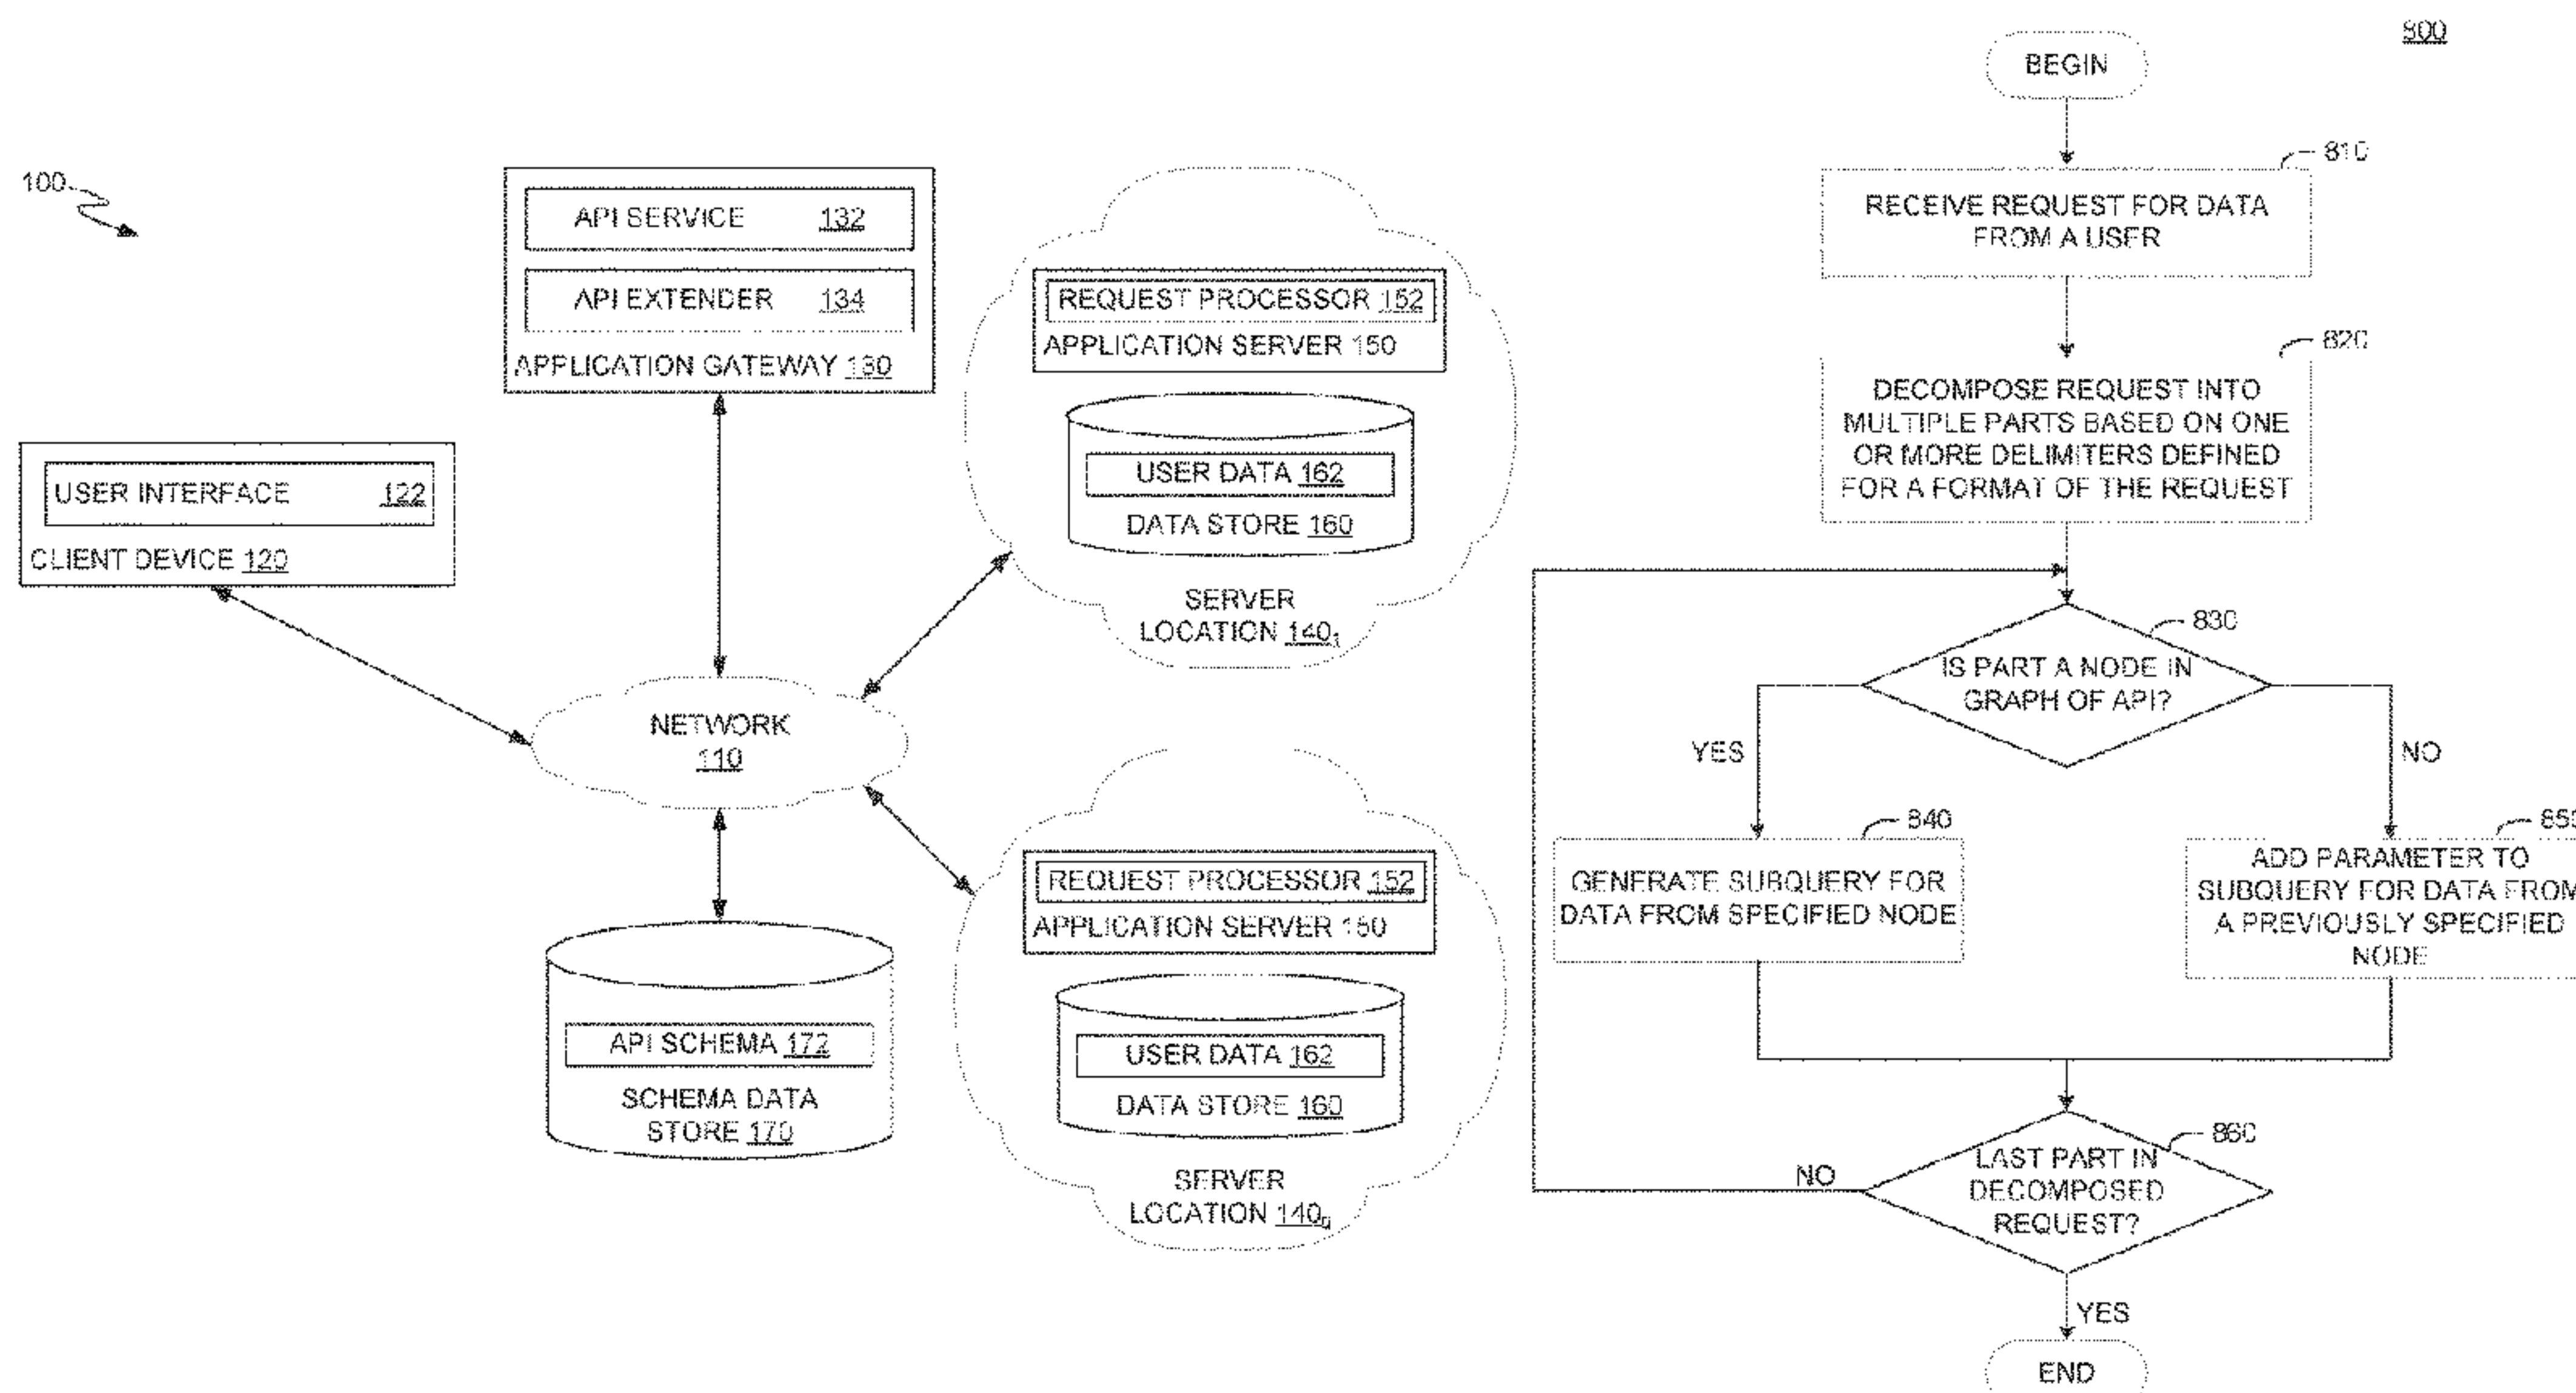 100
API SERVICE 132
API EXTENDER 134
APPLICATION GATEWAY 130
USER INTERFACE 122
CLIENT DEVICE 120
REQUEST PROCESSOR 152
APPLICATION SERVER 150
USER DATA 162
DATA STORE 160
SERVER
LOCATION 1401
NETWORK
110
API SCHEMA 172
SCHEMA DATA
STORE 170
REQUEST PROCESSOR 152
APPLICATION SERVER 150
USER DATA 162
DATA STORE 160
SERVER
LOCATION 140
800
BEGIN
810
RECEIVE REQUEST FOR DATA
FROM A USER
820
DECOMPOSE REQUEST INTO
MULTIPLE PARTS BASED ON ONE
OR MORE DELIMITERS DEFINED
FOR A FORMAT OF THE REQUEST
830
IS PART A NODE IN
GRAPH OF API?
YES
NO
840
GENERATE SUBQUERY FOR
DATA FROM SPECIFIED NODE
ADD PARAMETER TO
SUBQUERY FOR DATA FROM
A PREVIOUSLY SPECIFIED
NODE
860
LAST PART IN
DECOMPOSED
REQUEST?
NO
YES
END